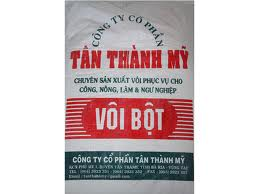 CÔNG TY CỔ PHẦN
TÂN THÀNH MỸ
CHUYÊN SẢN XUẤT VÔI PHỤC VỤ CHO
CÔNG, NÔNG, LÂM & NGƯ NGHIỆP
VÔI BỘT
CÔNG TY CỔ PHẦN TÂN THÀNH MỸ